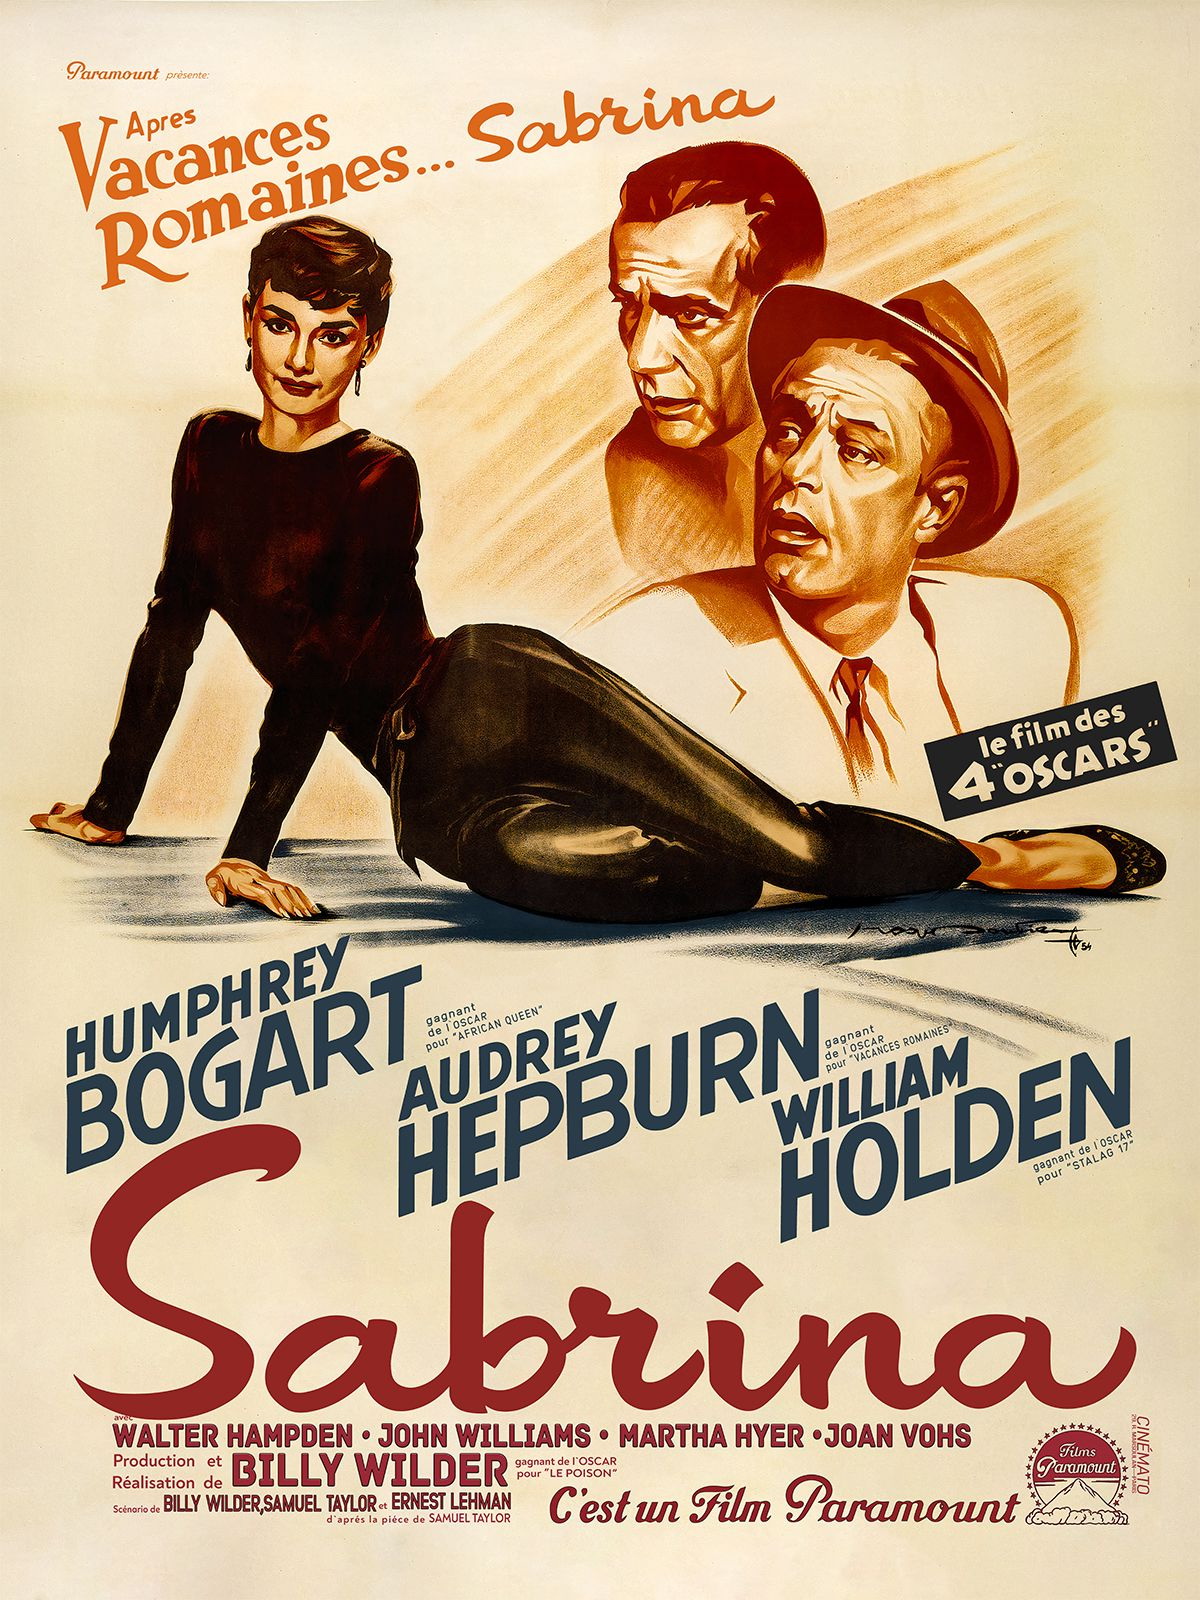 Paramount présente:
Apres
Vacances
Romaines... Sabrina
le film des
4 "OSCARS"
54
HUMPHREY
BOGART
gagnant
de l'OSCAR
pour "AFRICAN QUEEN"
AUDREY
HEPBURN
gagnant
de l'OSCAR
pour "VACANCES ROMAINES"
WILLIAM
HOLDEN
gagnant de l'OSCAR
pour "STALAG 17"
Sabrina
avec
WALTER HAMPDEN • JOHN WILLIAMS • MARTHA HYER • JOAN VOHS
Production et
Réalisation de BILLY WILDER
gagnant de l'OSCAR
pour "LE POISON"
Scénario de BILLY WILDER,SAMUEL TAYLOR et ERNEST LEHMAN
d'aprés la piéce de SAMUEL TAYLOR
C'est un Film Paramount
Films
Paramount
CINÉMATO